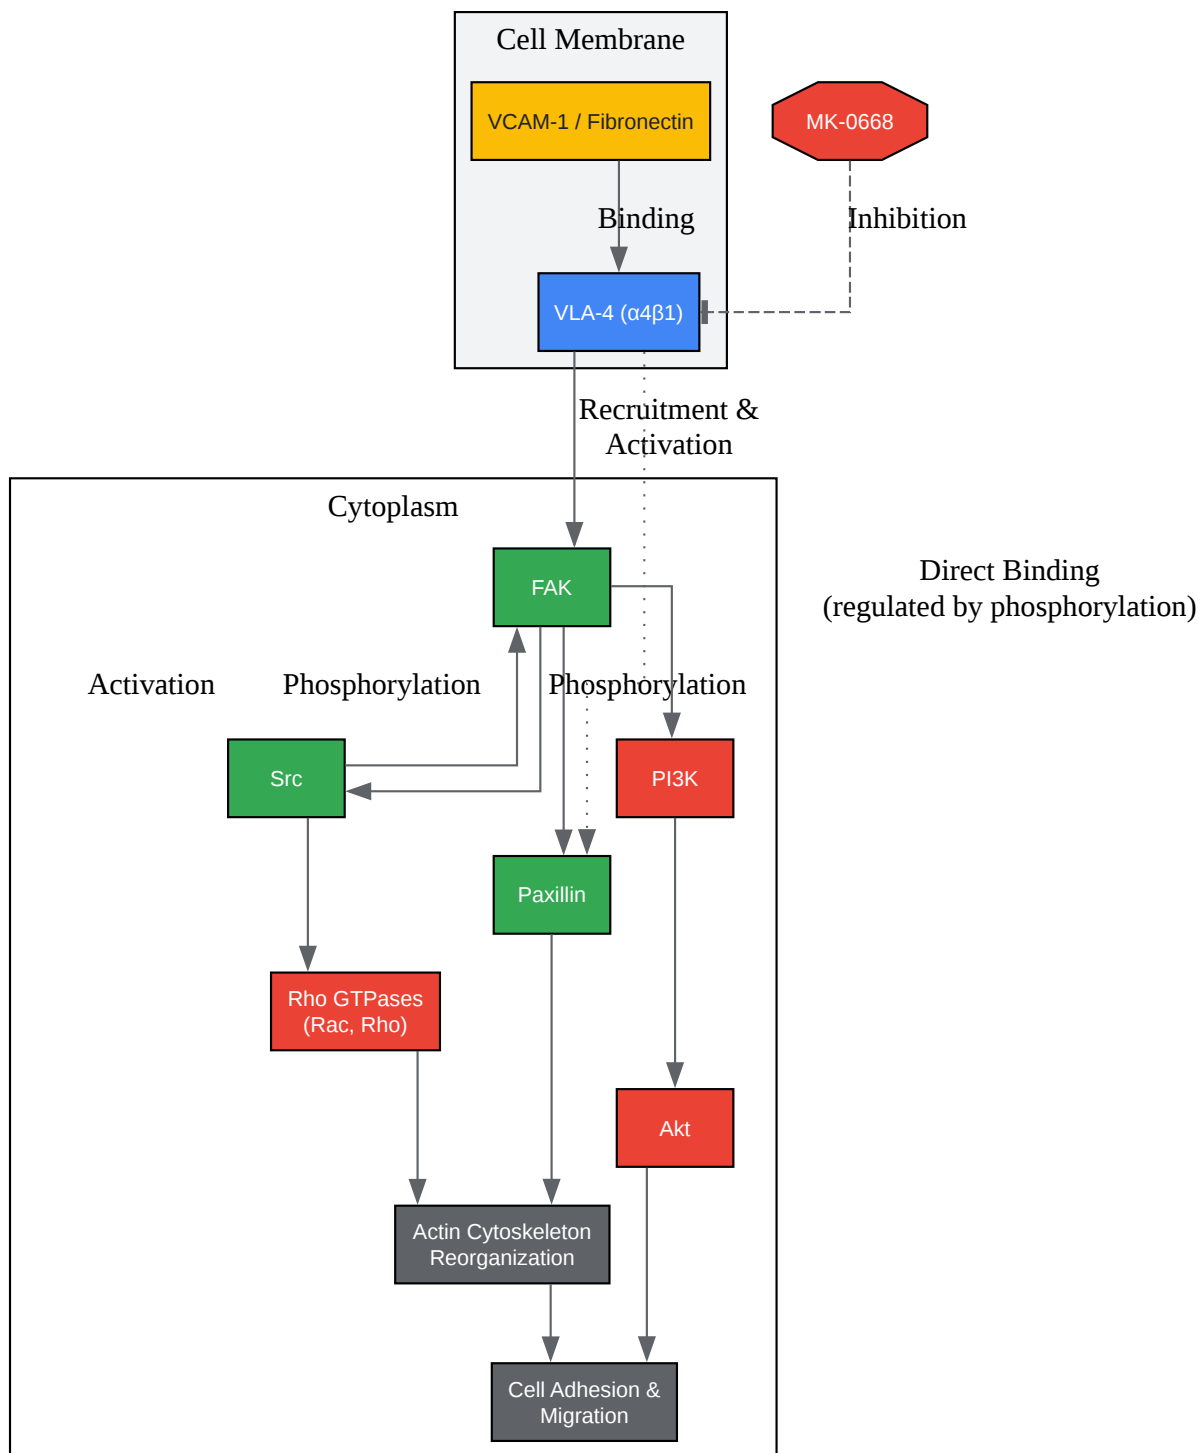 Cell Membrane
VCAM-1 / Fibronectin
MK-0668
Binding
Inhibition
VLA-4 (α4β1)
Recruitment &
Activation
Cytoplasm
FAK
Direct Binding
(regulated by phosphorylation)
Activation
Phosphorylation
Phosphorylation
Src
PI3K
Paxillin
Rho GTPases
(Rac, Rho)
Akt
Actin Cytoskeleton
Reorganization
Cell Adhesion &
Migration